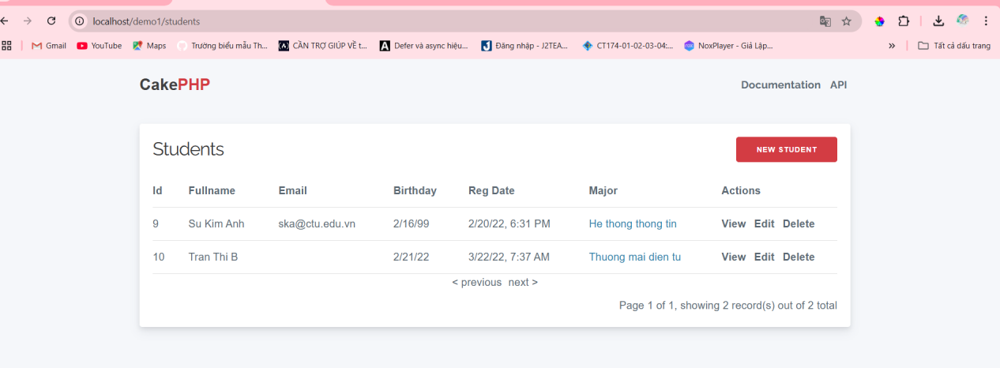 localhost/demo1/students
Gmail YouTube Maps Trường biểu mẫu Th... CẦN TRỢ GIÚP VỀ t... Defer và async hiệu... Đăng nhập - J2TEA... CT174-01-02-03-04:... NoxPlayer - Giả Lập... » Tất cả dấu trang
CakePHP Documentation API
Students NEW STUDENT
Id Fullname Email Birthday Reg Date Major Actions
9 Su Kim Anh ska@ctu.edu.vn 2/16/99 2/20/22, 6:31 PM He thong thong tin View Edit Delete
10 Tran Thi B 2/21/22 3/22/22, 7:37 AM Thuong mai dien tu View Edit Delete
< previous next >
Page 1 of 1, showing 2 record(s) out of 2 total